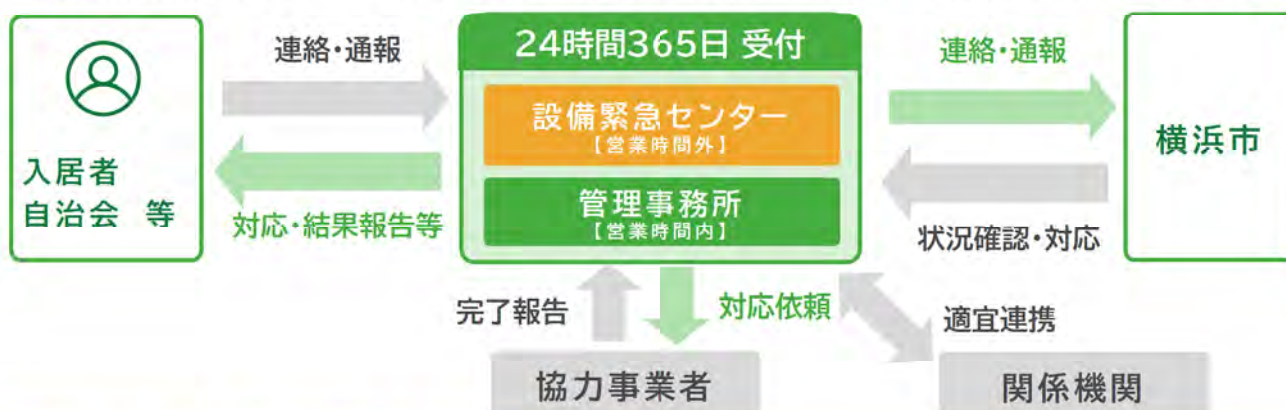 連絡・通報
24時間365日 受付
連絡・通報
設備緊急センター
【営業時間外】
横浜市
入居者
自治会 等
管理事務所
【営業時間内】
対応・結果報告等
状況確認・対応
完了報告
対応依頼
適宜連携
協力事業者
関係機関